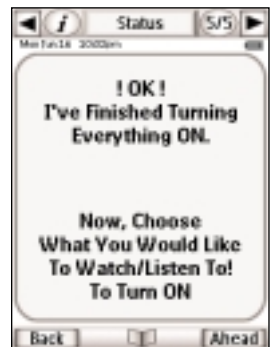 i Status 5/5
Mon Jun 16 10:00pm
! OK !
I've Finished Turning
Everything ON.
Now, Choose
What You Would Like
To Watch/Listen To!
To Turn ON
Back Ahead